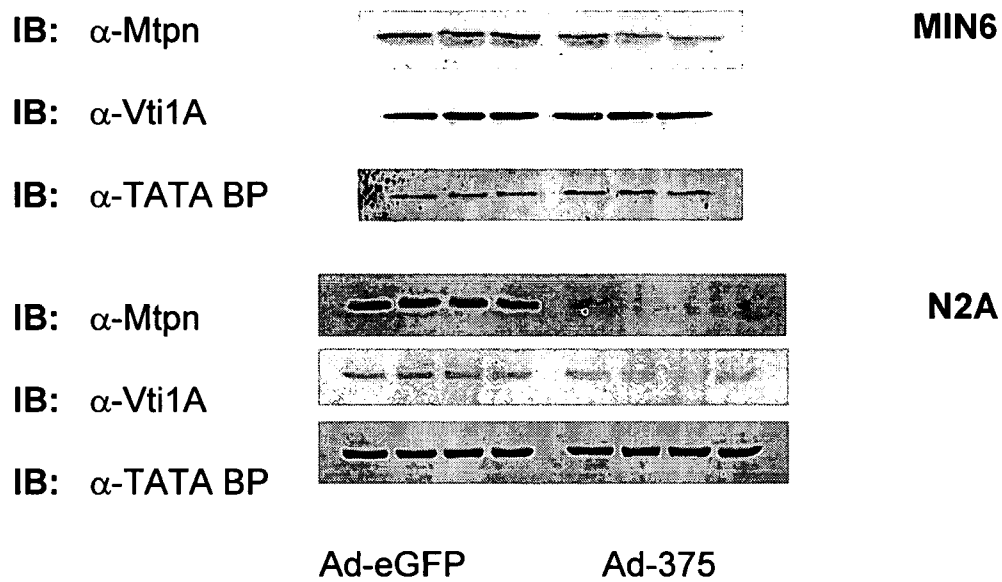 IB: α-Mtpn MIN6
IB: α-Vti1A
IB: α-TATA BP
IB: α-Mtpn N2A
IB: α-Vti1A
IB: α-TATA BP
Ad-eGFP Ad-375